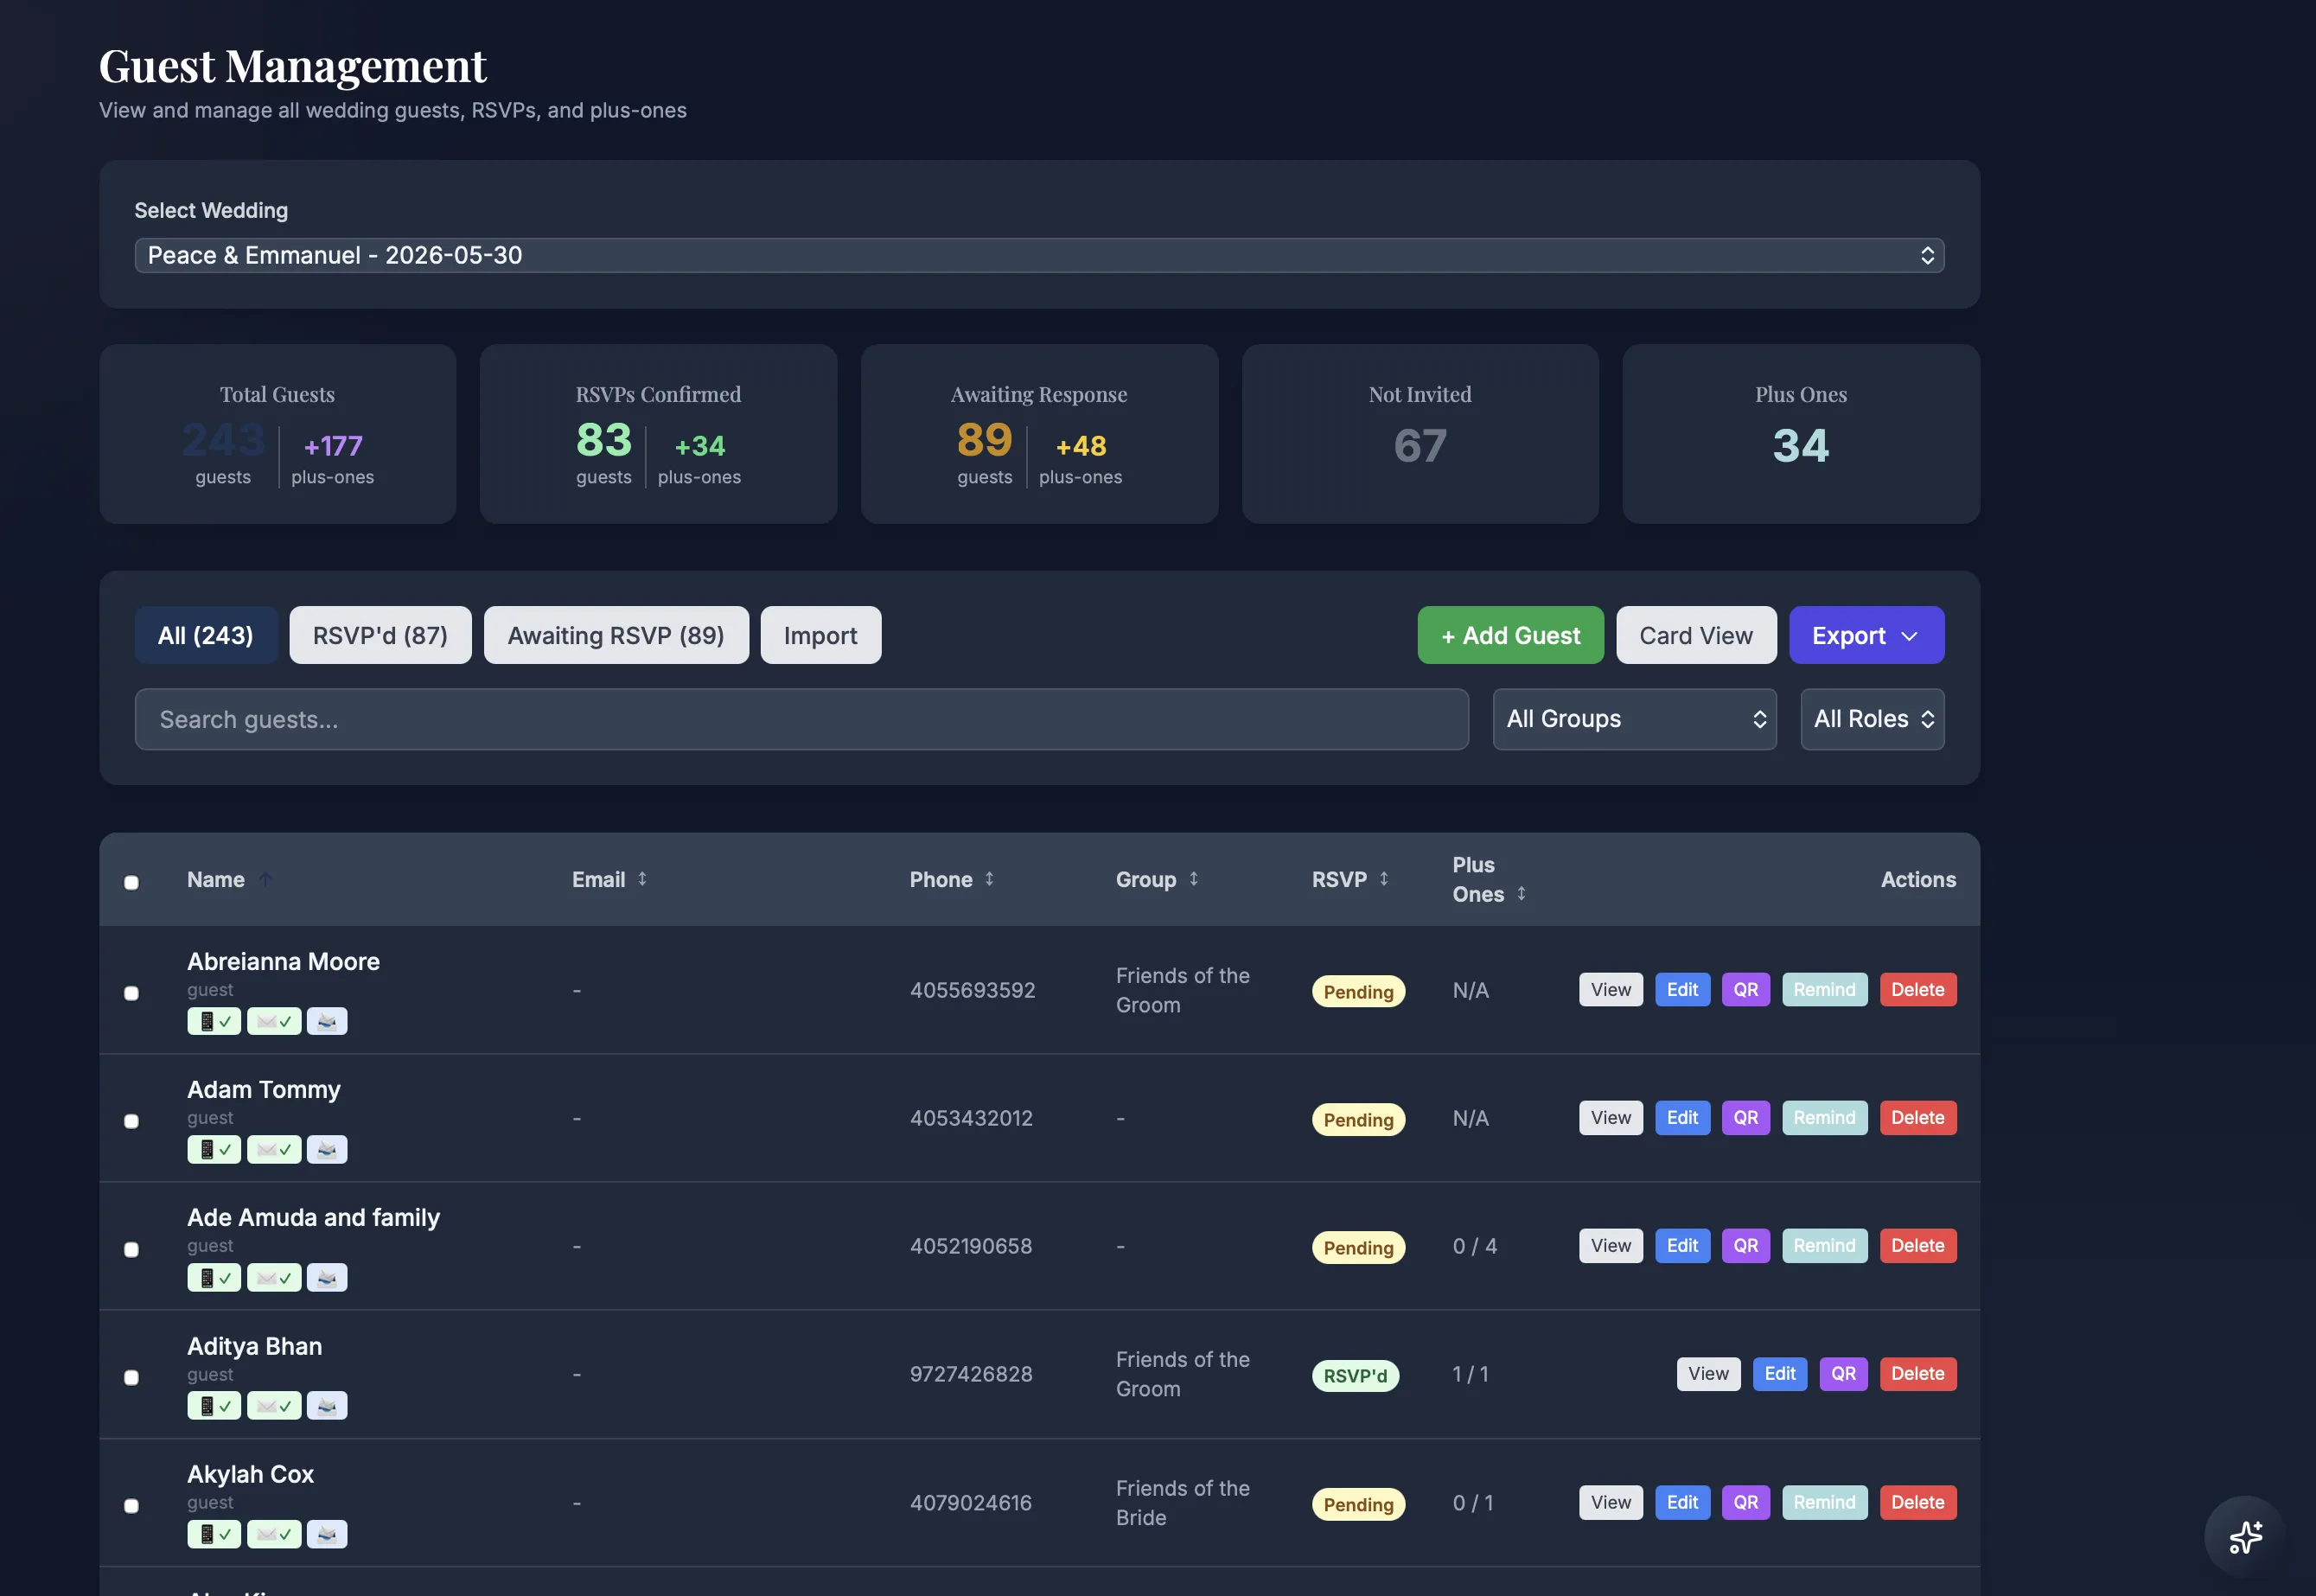 Guest Management
View and manage all wedding guests, RSVPs, and plus-ones
Select Wedding
Peace & Emmanuel - 2026-05-30
Total Guests
243 +177
guests plus-ones
RSVPs Confirmed
83 +34
guests plus-ones
Awaiting Response
89 +48
guests plus-ones
Not Invited
67
Plus Ones
34
All (243) RSVP'd (87) Awaiting RSVP (89) Import + Add Guest Card View Export
Search guests... All Groups All Roles
Name Email Phone Group RSVP Plus Ones Actions
Abreianna Moore
guest
- 4055693592 Friends of the Groom Pending N/A View Edit QR Remind Delete
Adam Tommy
guest
- 4053432012 - Pending N/A View Edit QR Remind Delete
Ade Amuda and family
guest
- 4052190658 - Pending 0 / 4 View Edit QR Remind Delete
Aditya Bhan
guest
- 9727426828 Friends of the Groom RSVP'd 1 / 1 View Edit QR Delete
Akylah Cox
guest
- 4079024616 Friends of the Bride Pending 0 / 1 View Edit QR Remind Delete